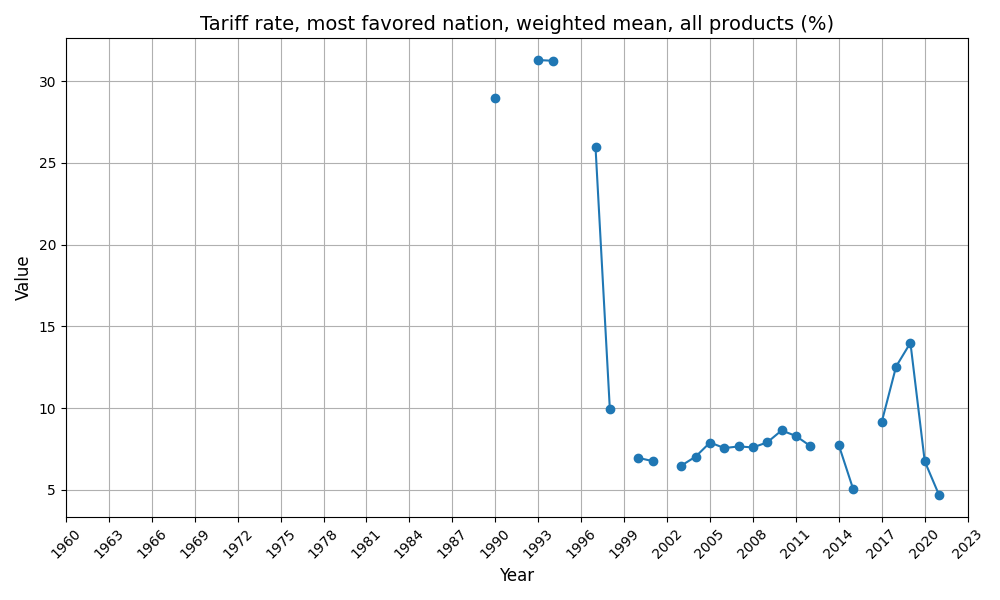 Tariff rate, most favored nation, weighted mean, all products (%)
Value
30
25
20
15
10
5
1960 1963 1966 1969 1972 1975 1978 1981 1984 1987 1990 1993 1996 1999 2002 2005 2008 2011 2014 2017 2020 2023
Year